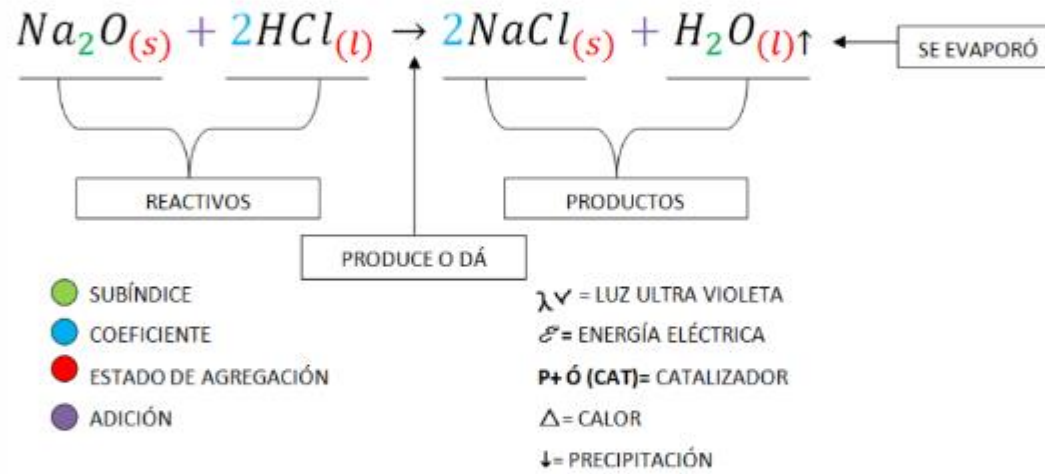 Na₂O(s) + 2HCl(l) → 2NaCl(s) + H₂O(l)↑
SE EVAPORÓ
REACTIVOS
PRODUCTOS
PRODUCE O DÁ
SUBÍNDICE
COEFICIENTE
ESTADO DE AGREGACIÓN
ADICIÓN
λv = LUZ ULTRA VIOLETA
ℰ= ENERGÍA ELÉCTRICA
P+ Ó (CAT)= CATALIZADOR
△= CALOR
↓= PRECIPITACIÓN